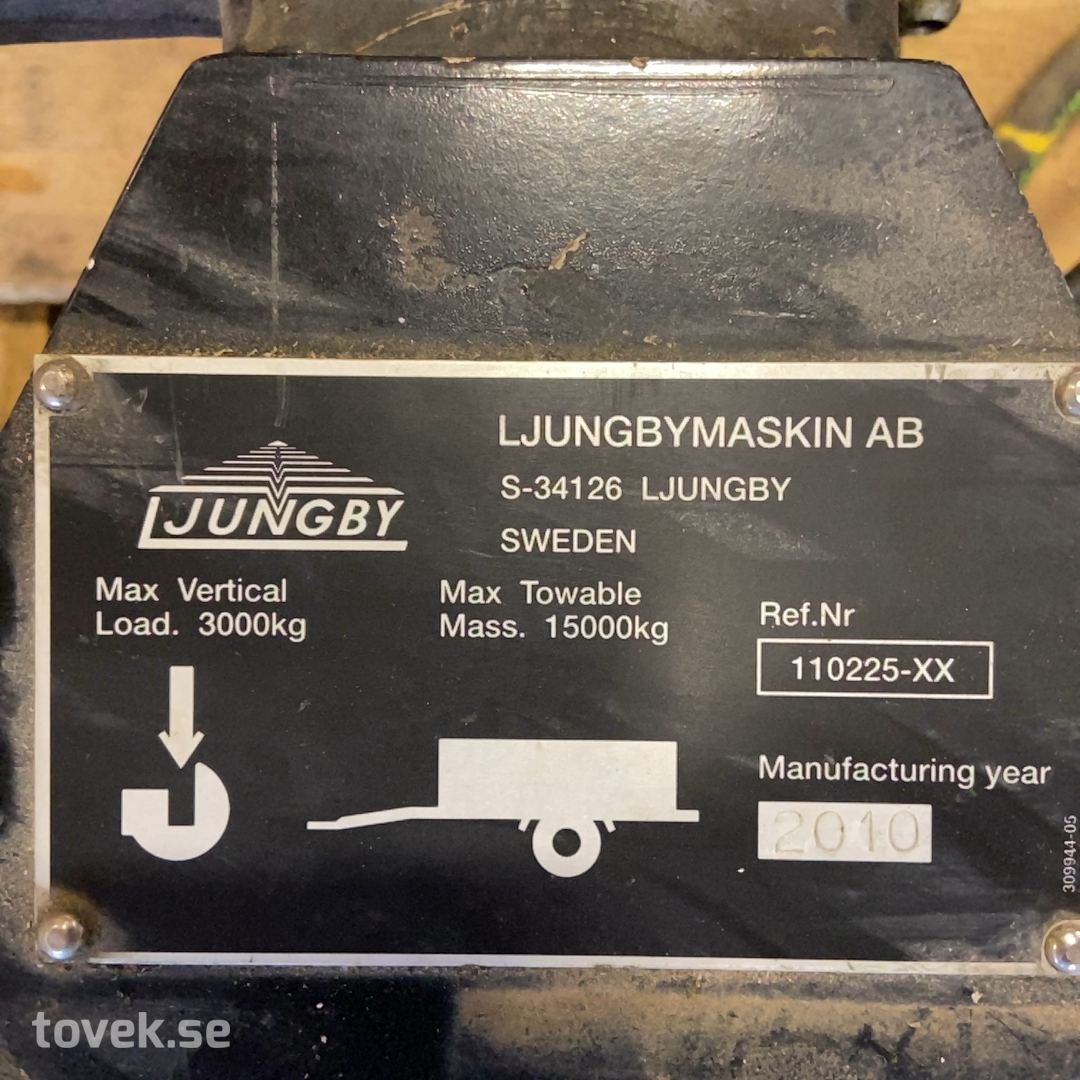 LJUNGBY
LJUNGBYMASKIN AB
S-34126 LJUNGBY
SWEDEN
Max Vertical
Load. 3000kg
Max Towable
Mass. 15000kg
Ref.Nr
110225-XX
Manufacturing year
2010
309944-05
tovek.se